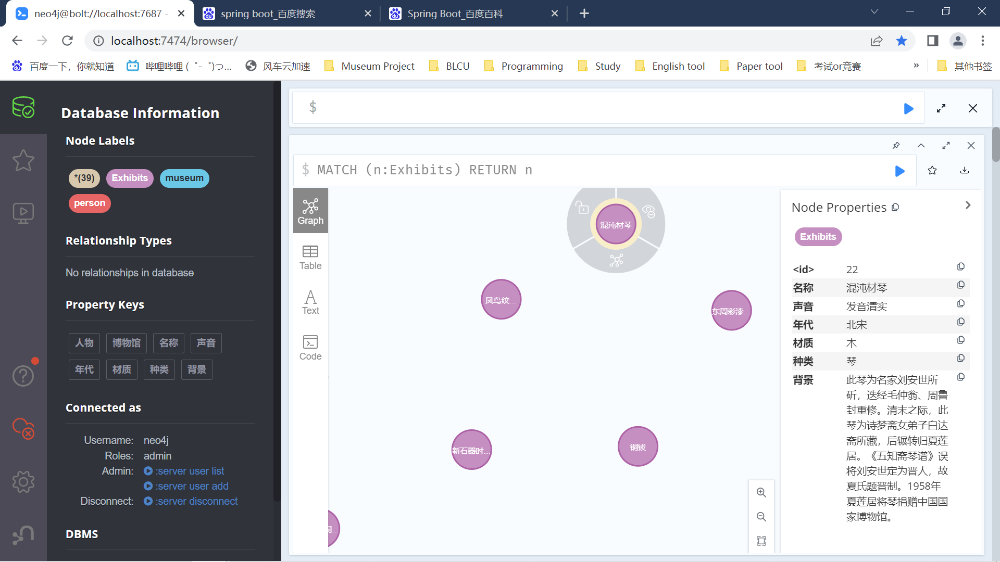 neo4j@bolt://localhost:7687 -
spring boot_百度搜索
Spring Boot_百度百科
localhost:7474/browser/
百度一下，你就知道
哔哩哔哩 (゜-゜)つ...
风车云加速
Museum Project
BLCU
Programming
Study
English tool
Paper tool
考试or竞赛
»
其他书签
Database Information
Node Labels
*(39) Exhibits museum
person
Relationship Types
No relationships in database
Property Keys
人物 博物馆 名称 声音
年代 材质 种类 背景
Connected as
Username: neo4j
Roles: admin
Admin: :server user list
:server user add
Disconnect: :server disconnect
DBMS
$
$ MATCH (n:Exhibits) RETURN n
Graph
Table
Text
Code
混沌材琴
凤鸟纹...
东周彩漆...
新石器时...
铜钹
Node Properties
Exhibits
<id> 22
名称 混沌材琴
声音 发音清实
年代 北宋
材质 木
种类 琴
背景 此琴为名家刘安世所
斫，迭经毛仲翁、周鲁
封重修。清末之际，此
琴为诗梦斋女弟子白达
斋所藏，后辗转归夏莲
居。《五知斋琴谱》误
将刘安世定为晋人，故
夏氏题晋制。1958年
夏莲居将琴捐赠中国国
家博物馆。